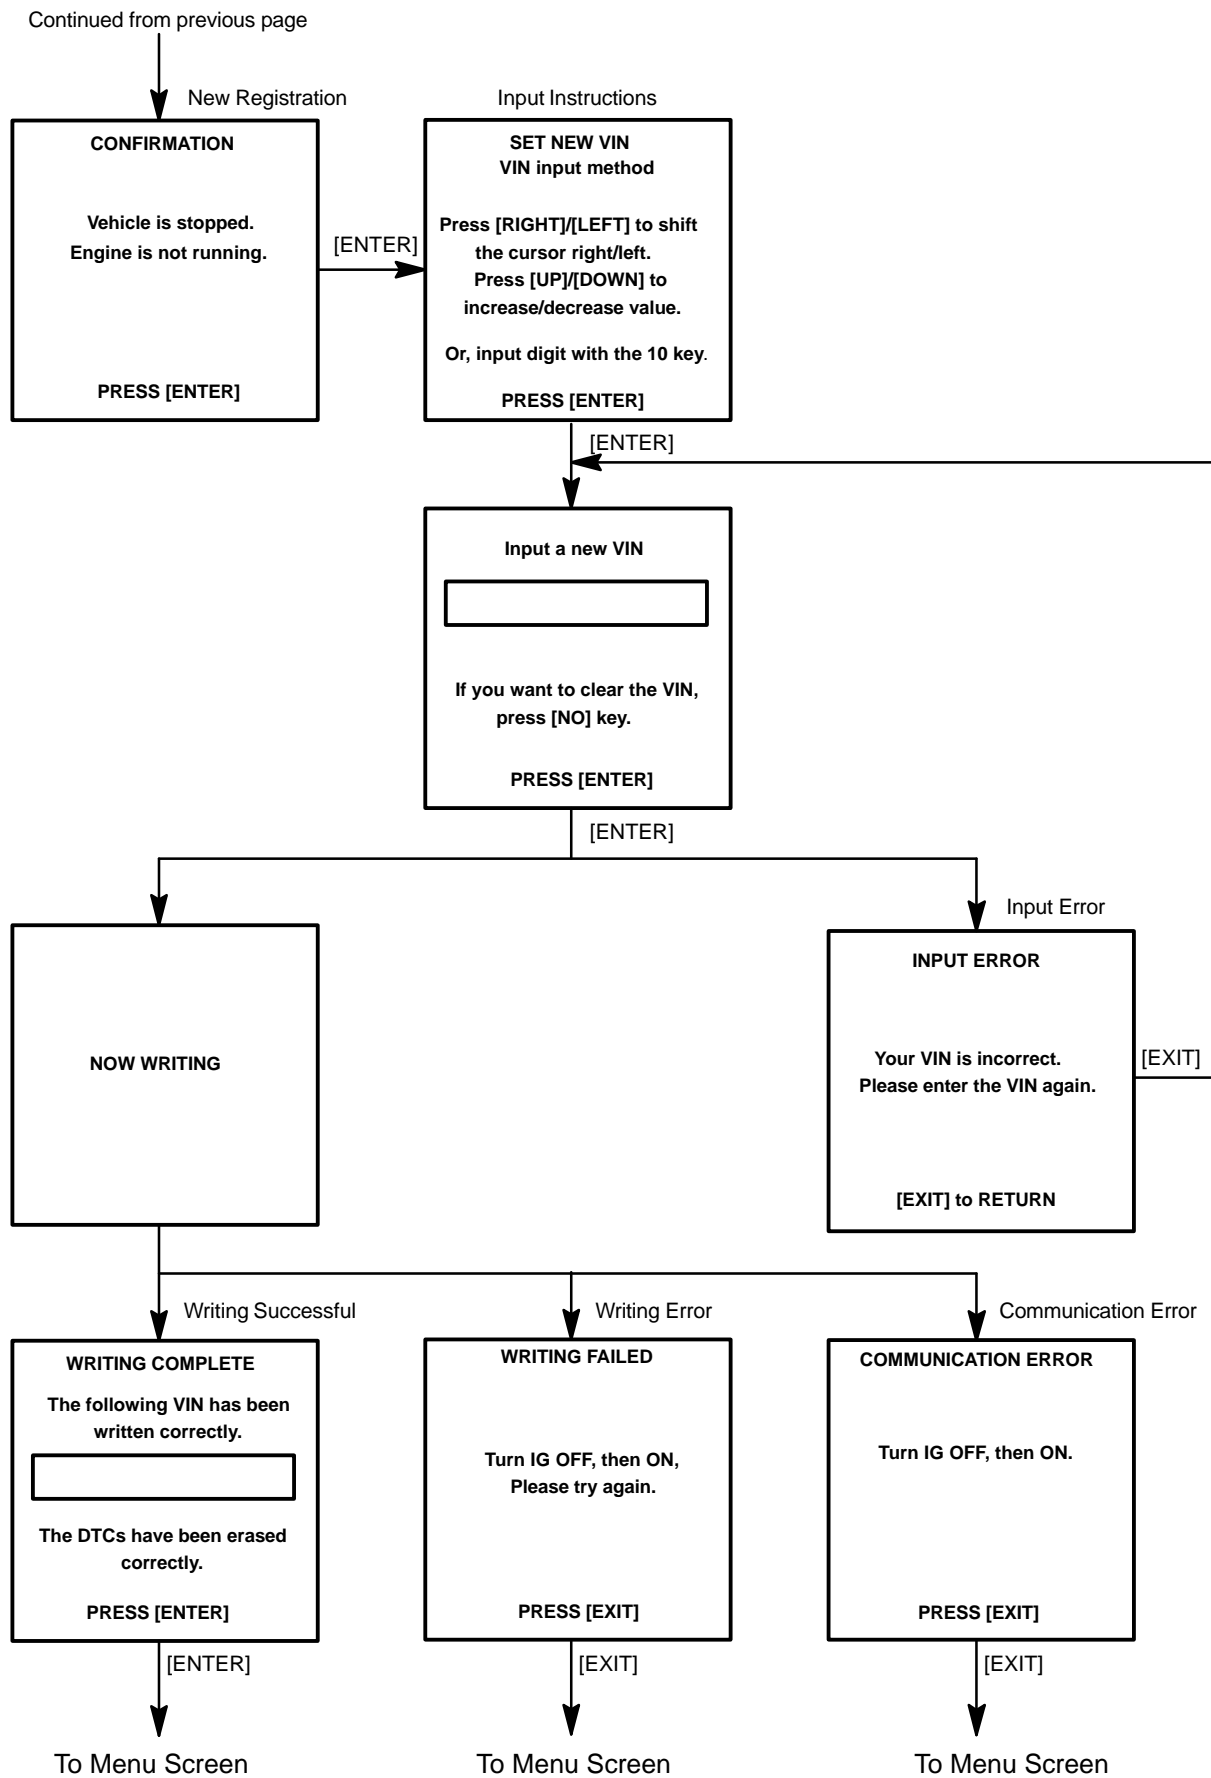 Continued from previous page
New Registration
Input Instructions
CONFIRMATION
Vehicle is stopped.
Engine is not running.
PRESS [ENTER]
[ENTER]
SET NEW VIN
VIN input method
Press [RIGHT]/[LEFT] to shift
the cursor right/left.
Press [UP]/[DOWN] to
increase/decrease value.
Or, input digit with the 10 key.
PRESS [ENTER]
[ENTER]
Input a new VIN
If you want to clear the VIN,
press [NO] key.
PRESS [ENTER]
[ENTER]
NOW WRITING
Input Error
INPUT ERROR
Your VIN is incorrect.
Please enter the VIN again.
[EXIT] to RETURN
[EXIT]
Writing Successful
WRITING COMPLETE
The following VIN has been
written correctly.
The DTCs have been erased
correctly.
PRESS [ENTER]
[ENTER]
To Menu Screen
Writing Error
WRITING FAILED
Turn IG OFF, then ON,
Please try again.
PRESS [EXIT]
[EXIT]
To Menu Screen
Communication Error
COMMUNICATION ERROR
Turn IG OFF, then ON.
PRESS [EXIT]
[EXIT]
To Menu Screen